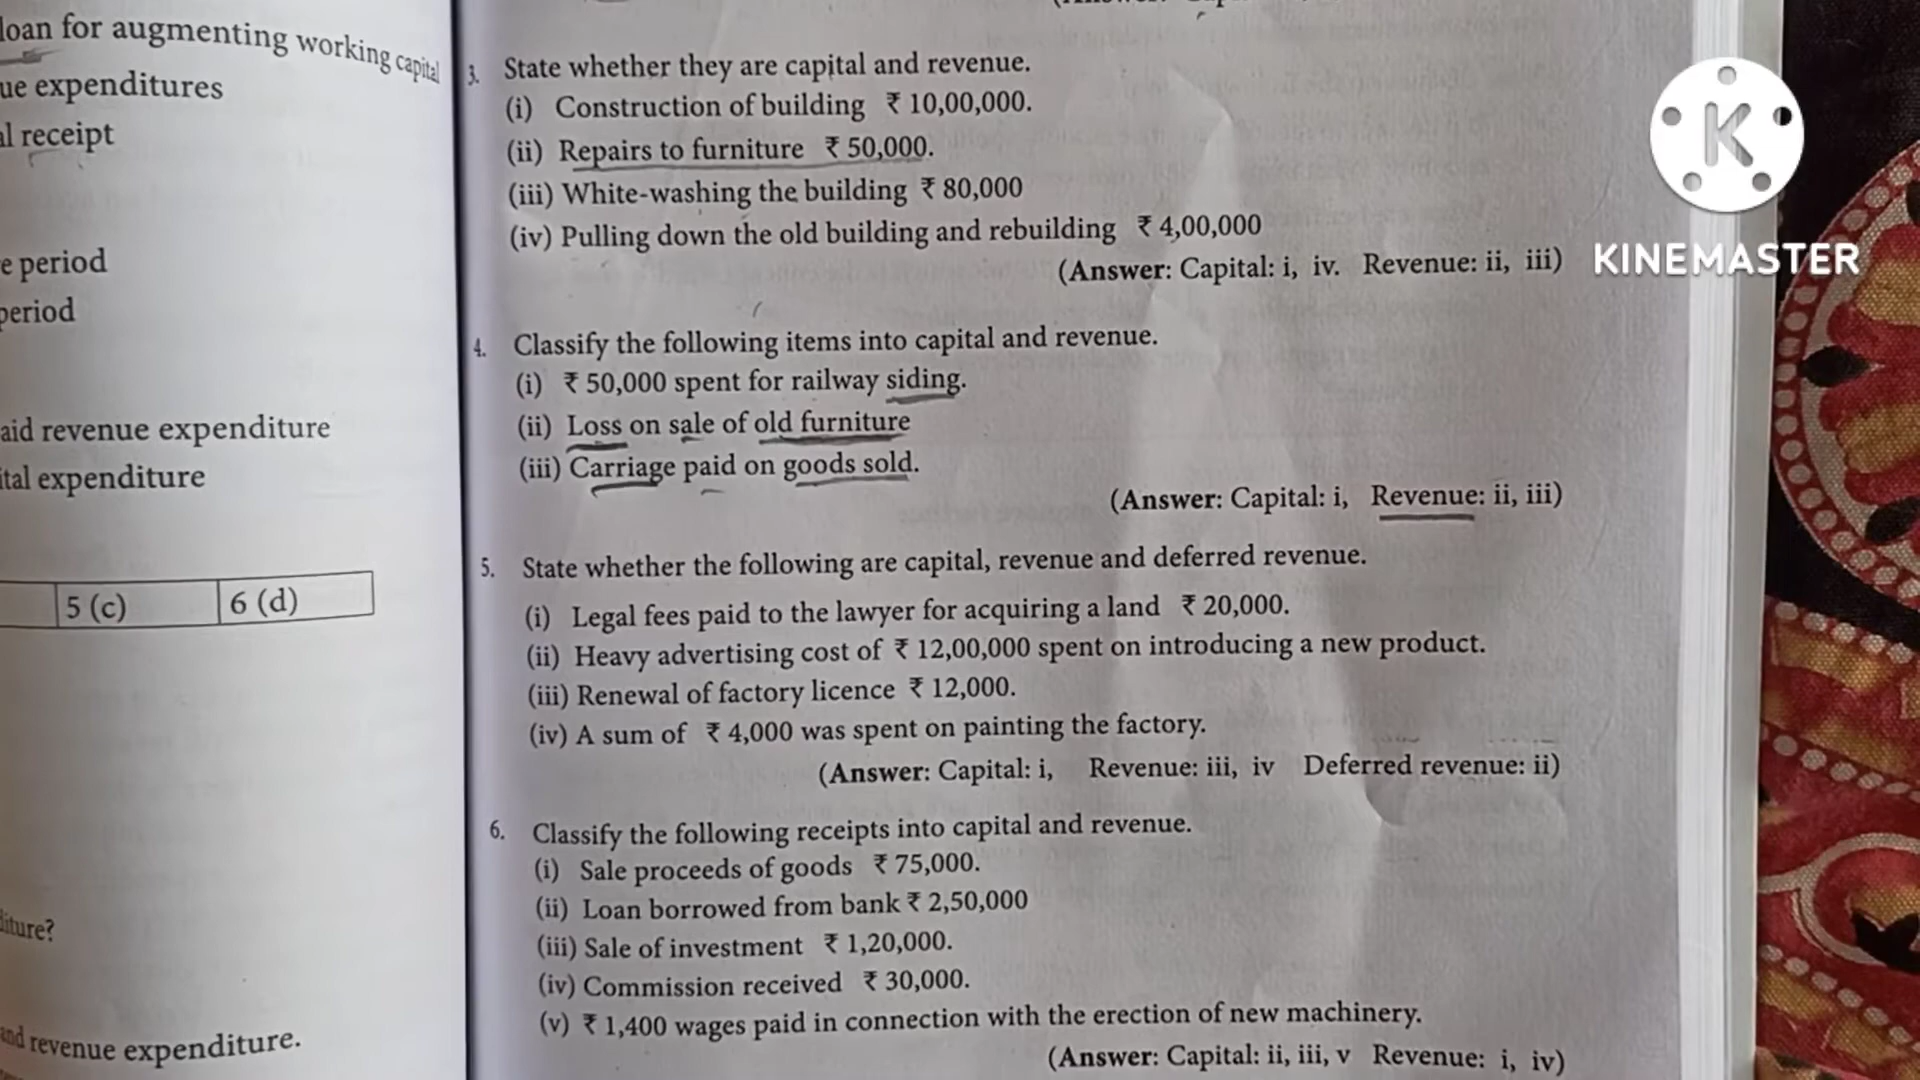 loan for augmenting working capital
ue expenditures
al receipt
e period
period
aid revenue expenditure
ital expenditure
5 (c) 6 (d)
diture?
and revenue expenditure.
3. State whether they are capital and revenue.
(i) Construction of building ₹ 10,00,000.
(ii) Repairs to furniture ₹ 50,000.
(iii) White-washing the building ₹ 80,000
(iv) Pulling down the old building and rebuilding ₹ 4,00,000
(Answer: Capital: i, iv. Revenue: ii, iii)
4. Classify the following items into capital and revenue.
(i) ₹ 50,000 spent for railway siding.
(ii) Loss on sale of old furniture
(iii) Carriage paid on goods sold.
(Answer: Capital: i, Revenue: ii, iii)
5. State whether the following are capital, revenue and deferred revenue.
(i) Legal fees paid to the lawyer for acquiring a land ₹ 20,000.
(ii) Heavy advertising cost of ₹ 12,00,000 spent on introducing a new product.
(iii) Renewal of factory licence ₹ 12,000.
(iv) A sum of ₹ 4,000 was spent on painting the factory.
(Answer: Capital: i, Revenue: iii, iv Deferred revenue: ii)
6. Classify the following receipts into capital and revenue.
(i) Sale proceeds of goods ₹ 75,000.
(ii) Loan borrowed from bank ₹ 2,50,000
(iii) Sale of investment ₹ 1,20,000.
(iv) Commission received ₹ 30,000.
(v) ₹ 1,400 wages paid in connection with the erection of new machinery.
(Answer: Capital: ii, iii, v Revenue: i, iv)
K
KINEMASTER